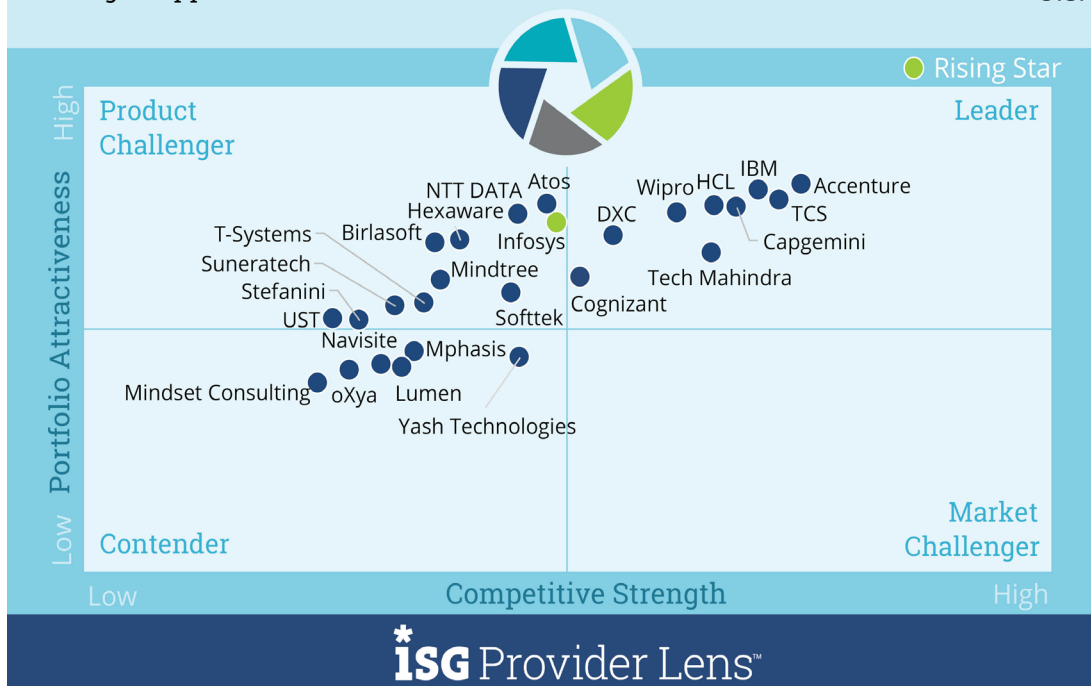 Rising Star
High
Product
Challenger
Leader
IBM
Atos
Wipro
HCL
Accenture
NTT DATA
Hexaware
DXC
TCS
Birlasoft
T-Systems
Infosys
Capgemini
Suneratech
Mindtree
Tech Mahindra
Stefanini
Cognizant
UST
Softtek
Navisite
Mphasis
Mindset Consulting
oXya
Lumen
Yash Technologies
Portfolio Attractiveness
Market
Challenger
Contender
Low
Low
Competitive Strength
High
iSG Provider Lens™